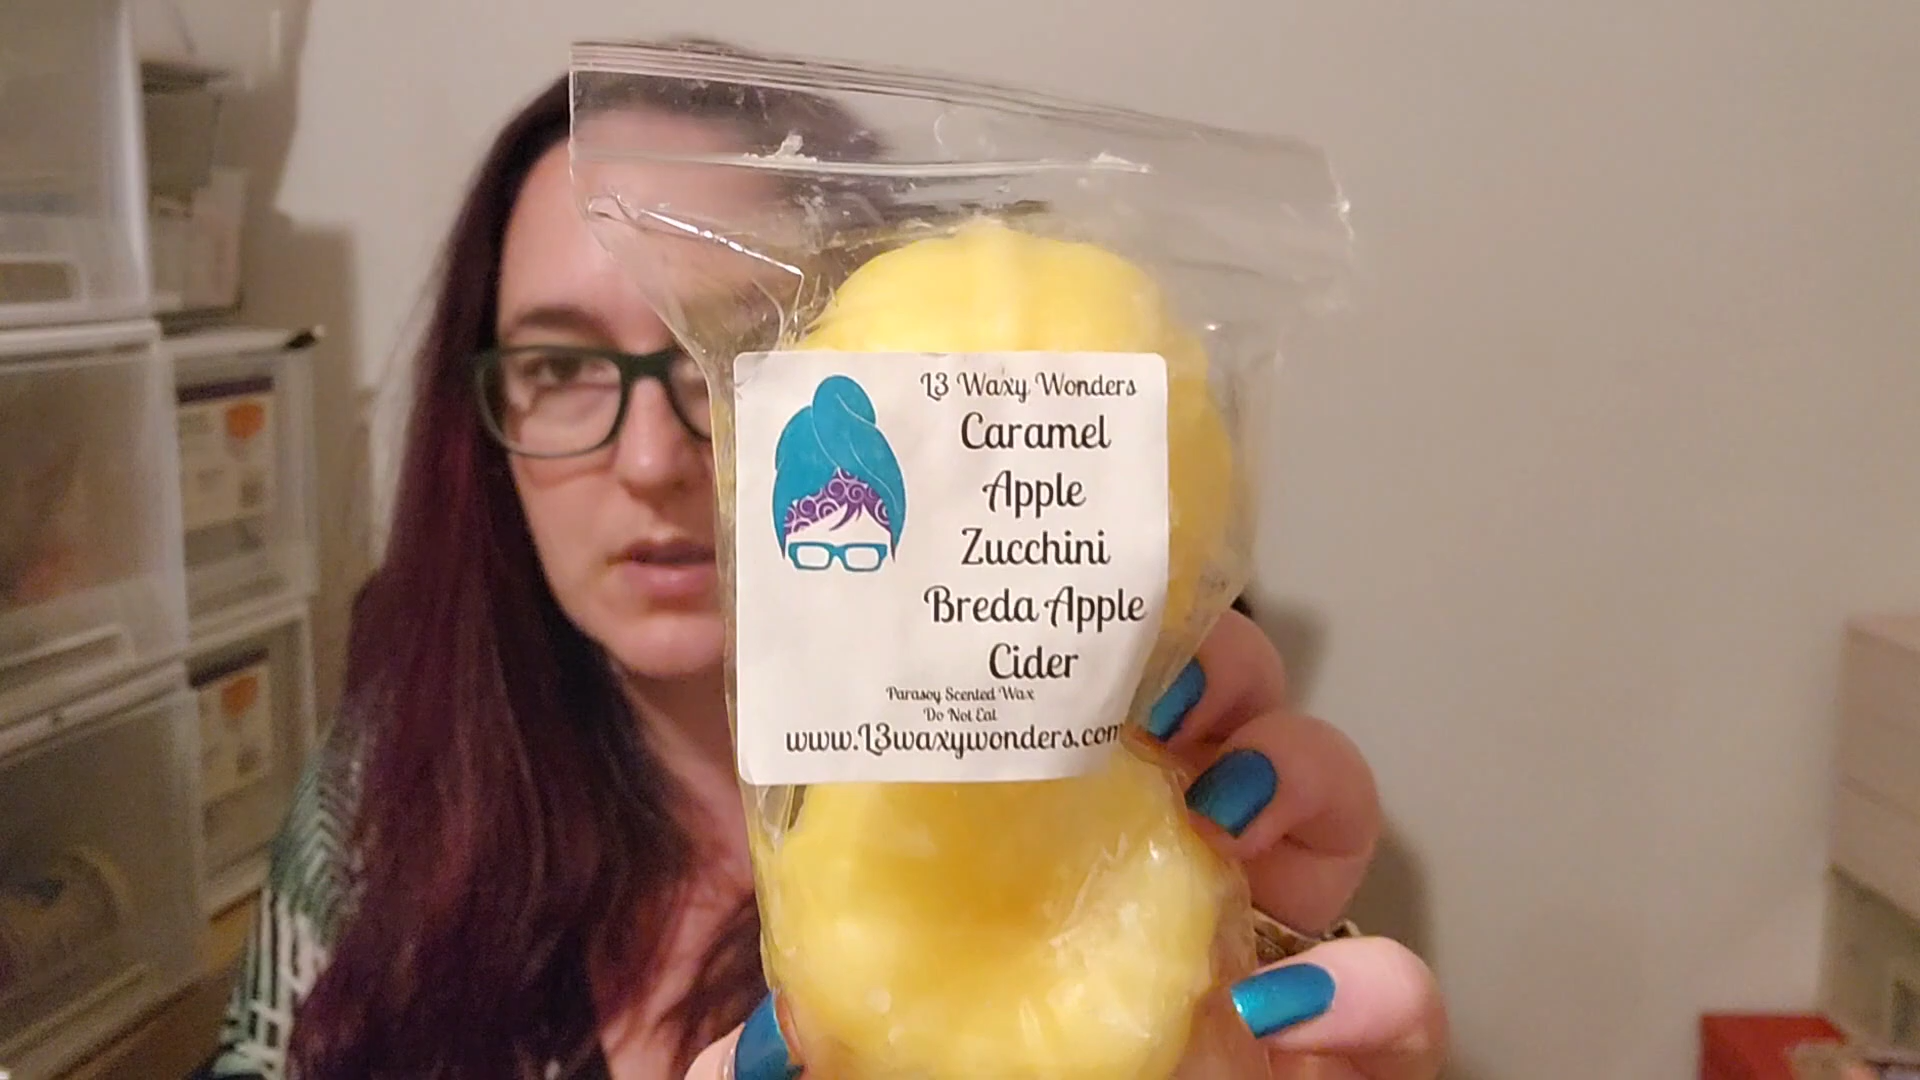 L3 Waxy Wonders
Caramel
Apple
Zucchini
Breda Apple
Cider
Parasoy Scented Wax
Do Not Eat
www.L3waxywonders.com